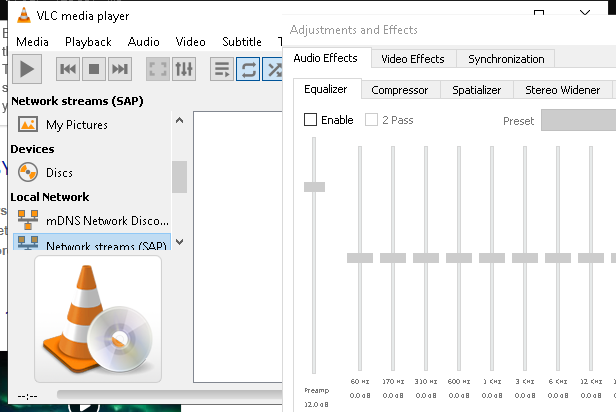 VLC media player
Adjustments and Effects
Media Playback Audio Video Subtitle T
Audio Effects Video Effects Synchronization
Equalizer Compressor Spatializer Stereo Widener
Enable 2 Pass Preset
Network streams (SAP)
My Pictures
Devices
Discs
Local Network
mDNS Network Disco...
Network streams (SAP)
60 Hz 170 Hz 310 Hz 600 Hz 1 KHz 3 KHz 6 KHz 12 KHz
Preamp 0.0 dB 0.0 dB 0.0 dB 0.0 dB 0.0 dB 0.0 dB 0.0 dB 0.0 dB
12.0 dB
--:--